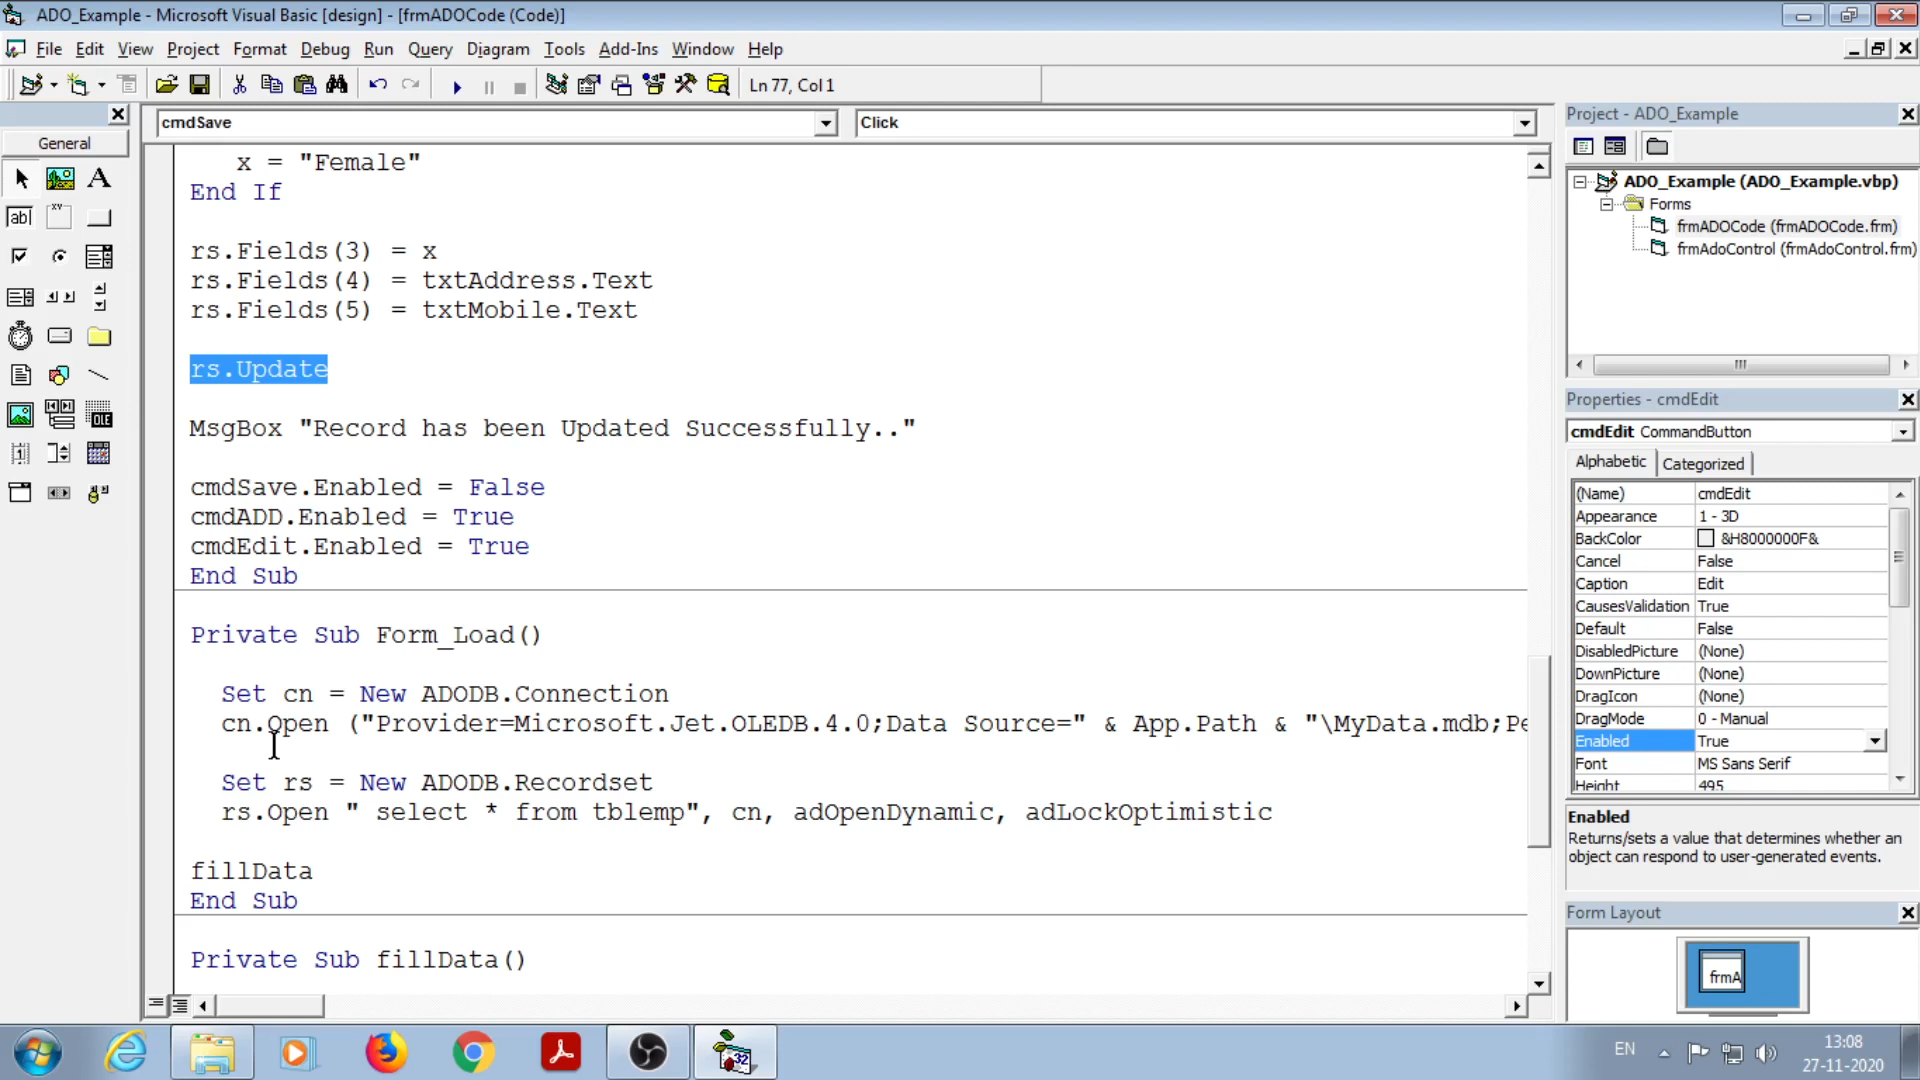 ADO_Example - Microsoft Visual Basic [design] - [frmADOCode (Code)]
File Edit View Project Format Debug Run Query Diagram Tools Add-Ins Window Help
Ln 77, Col 1
General
cmdSave
Click
x = "Female"
End If
rs.Fields(3) = x
rs.Fields(4) = txtAddress.Text
rs.Fields(5) = txtMobile.Text
rs.Update
MsgBox "Record has been Updated Successfully.."
cmdSave.Enabled = False
cmdADD.Enabled = True
cmdEdit.Enabled = True
End Sub
Private Sub Form_Load()
Set cn = New ADODB.Connection
cn.Open ("Provider=Microsoft.Jet.OLEDB.4.0;Data Source=" & App.Path & "\MyData.mdb;Pe
Set rs = New ADODB.Recordset
rs.Open " select * from tblemp", cn, adOpenDynamic, adLockOptimistic
fillData
End Sub
Private Sub fillData()
Project - ADO_Example
ADO_Example (ADO_Example.vbp)
Forms
frmADOCode (frmADOCode.frm)
frmAdoControl (frmAdoControl.frm)
Properties - cmdEdit
cmdEdit CommandButton
Alphabetic Categorized
(Name) cmdEdit
Appearance 1 - 3D
BackColor &H8000000F&
Cancel False
Caption Edit
CausesValidation True
Default False
DisabledPicture (None)
DownPicture (None)
DragIcon (None)
DragMode 0 - Manual
Enabled True
Font MS Sans Serif
Height 495
Enabled
Returns/sets a value that determines whether an
object can respond to user-generated events.
Form Layout
frmA
EN
13:08
27-11-2020